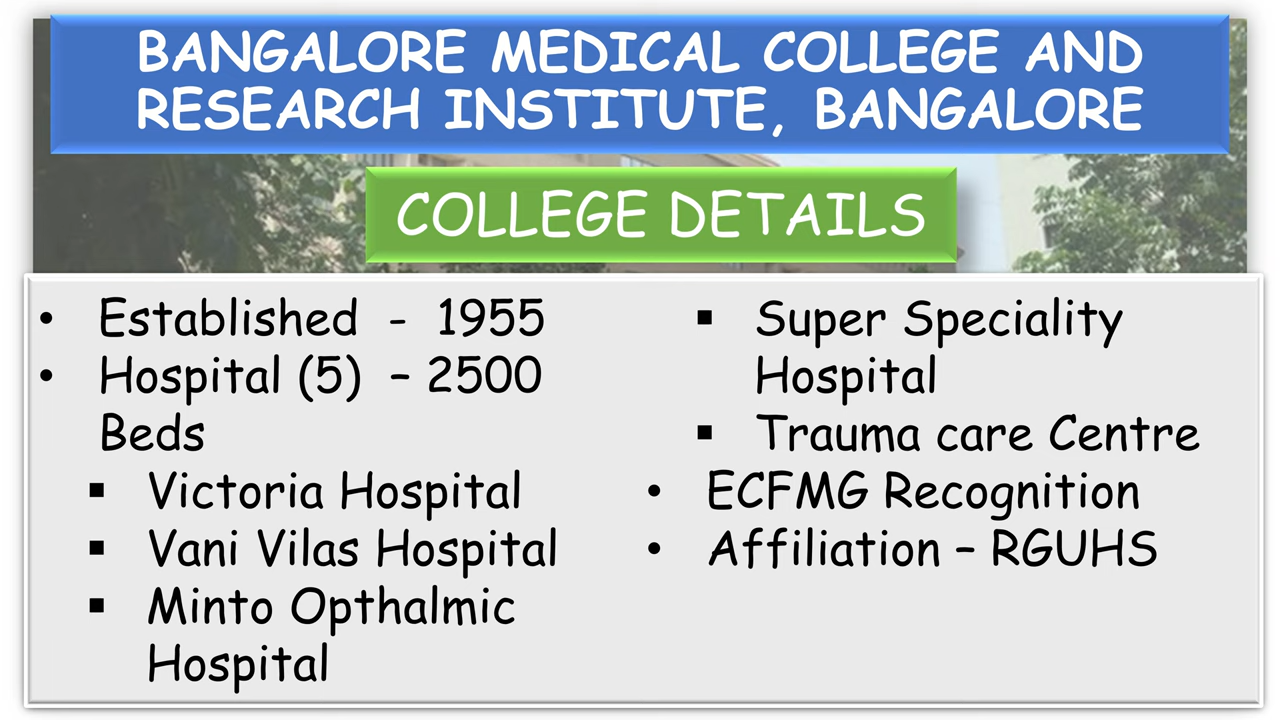 BANGALORE MEDICAL COLLEGE AND
RESEARCH INSTITUTE, BANGALORE
COLLEGE DETAILS
• Established - 1955
• Hospital (5) – 2500
Beds
▪ Victoria Hospital
▪ Vani Vilas Hospital
▪ Minto Opthalmic
Hospital
▪ Super Speciality
Hospital
▪ Trauma care Centre
• ECFMG Recognition
• Affiliation – RGUHS